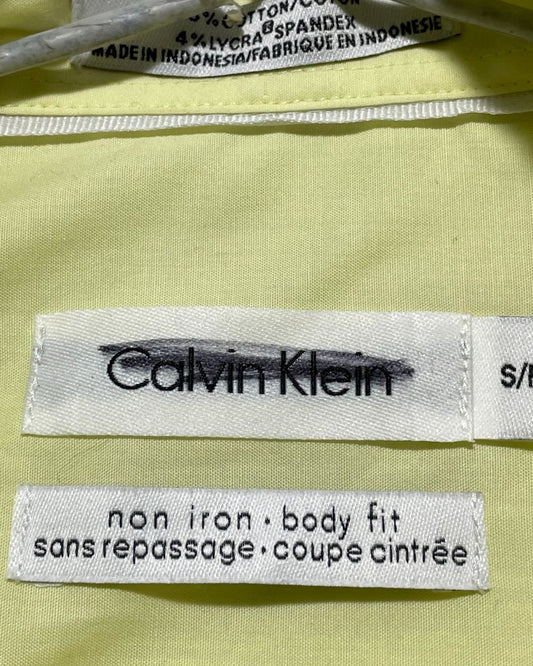 % COTTON/COTON
4% LYCRA® SPANDEX
MADE IN INDONESIA/FABRIQUE EN INDONESIE
Calvin Klein
S/
non iron · body fit
sans repassage · coupe cintrée